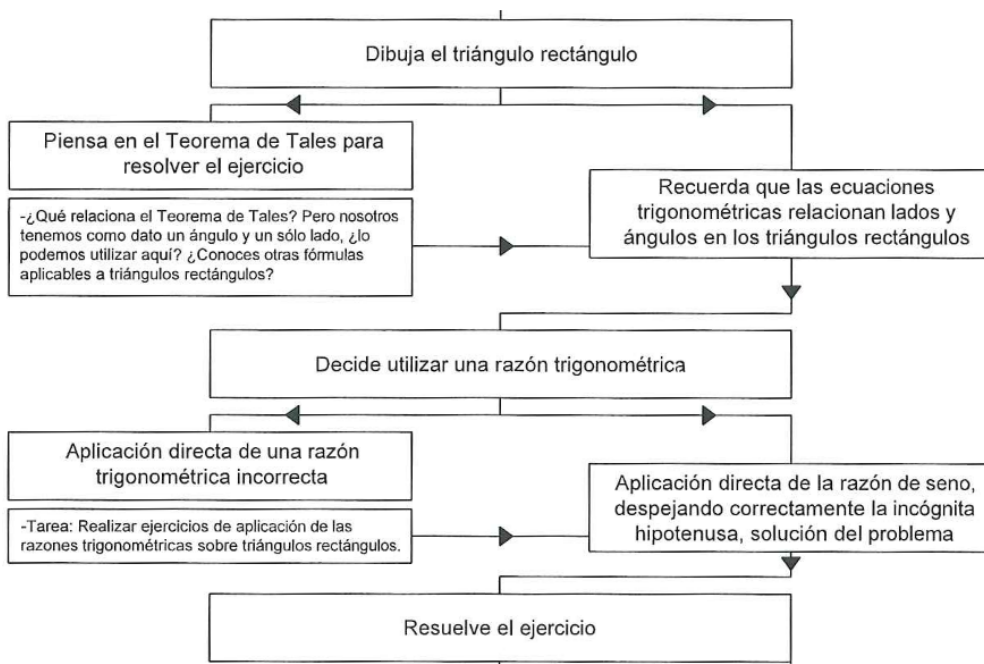 Dibuja el triángulo rectángulo
Piensa en el Teorema de Tales para
resolver el ejercicio
-¿Qué relaciona el Teorema de Tales? Pero nosotros
tenemos como dato un ángulo y un sólo lado, ¿lo
podemos utilizar aquí? ¿Conoces otras fórmulas
aplicables a triángulos rectángulos?
Recuerda que las ecuaciones
trigonométricas relacionan lados y
ángulos en los triángulos rectángulos
Decide utilizar una razón trigonométrica
Aplicación directa de una razón
trigonométrica incorrecta
-Tarea: Realizar ejercicios de aplicación de las
razones trigonométricas sobre triángulos rectángulos.
Aplicación directa de la razón de seno,
despejando correctamente la incógnita
hipotenusa, solución del problema
Resuelve el ejercicio